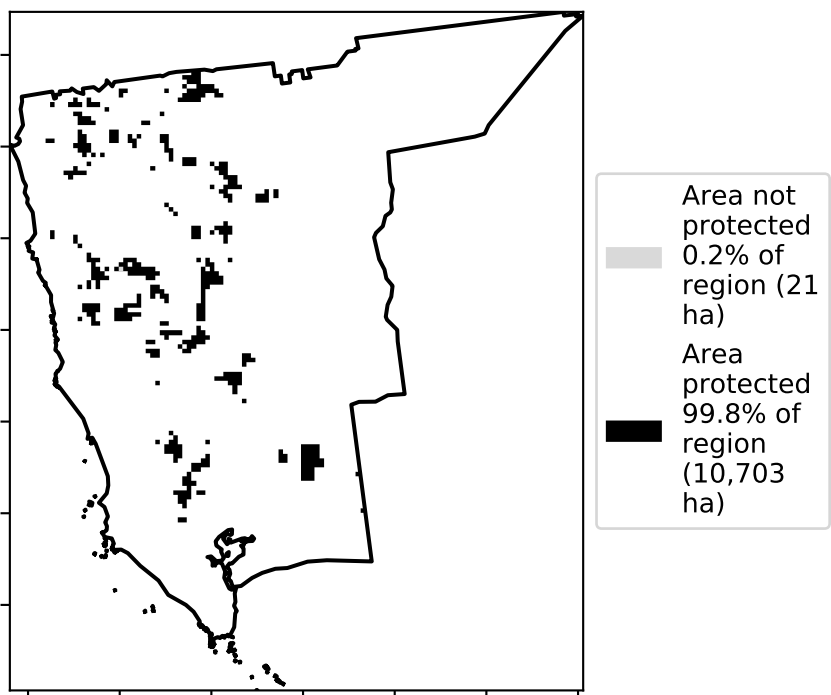 Area not
protected
0.2% of
region (21
ha)
Area
protected
99.8% of
region
(10,703
ha)